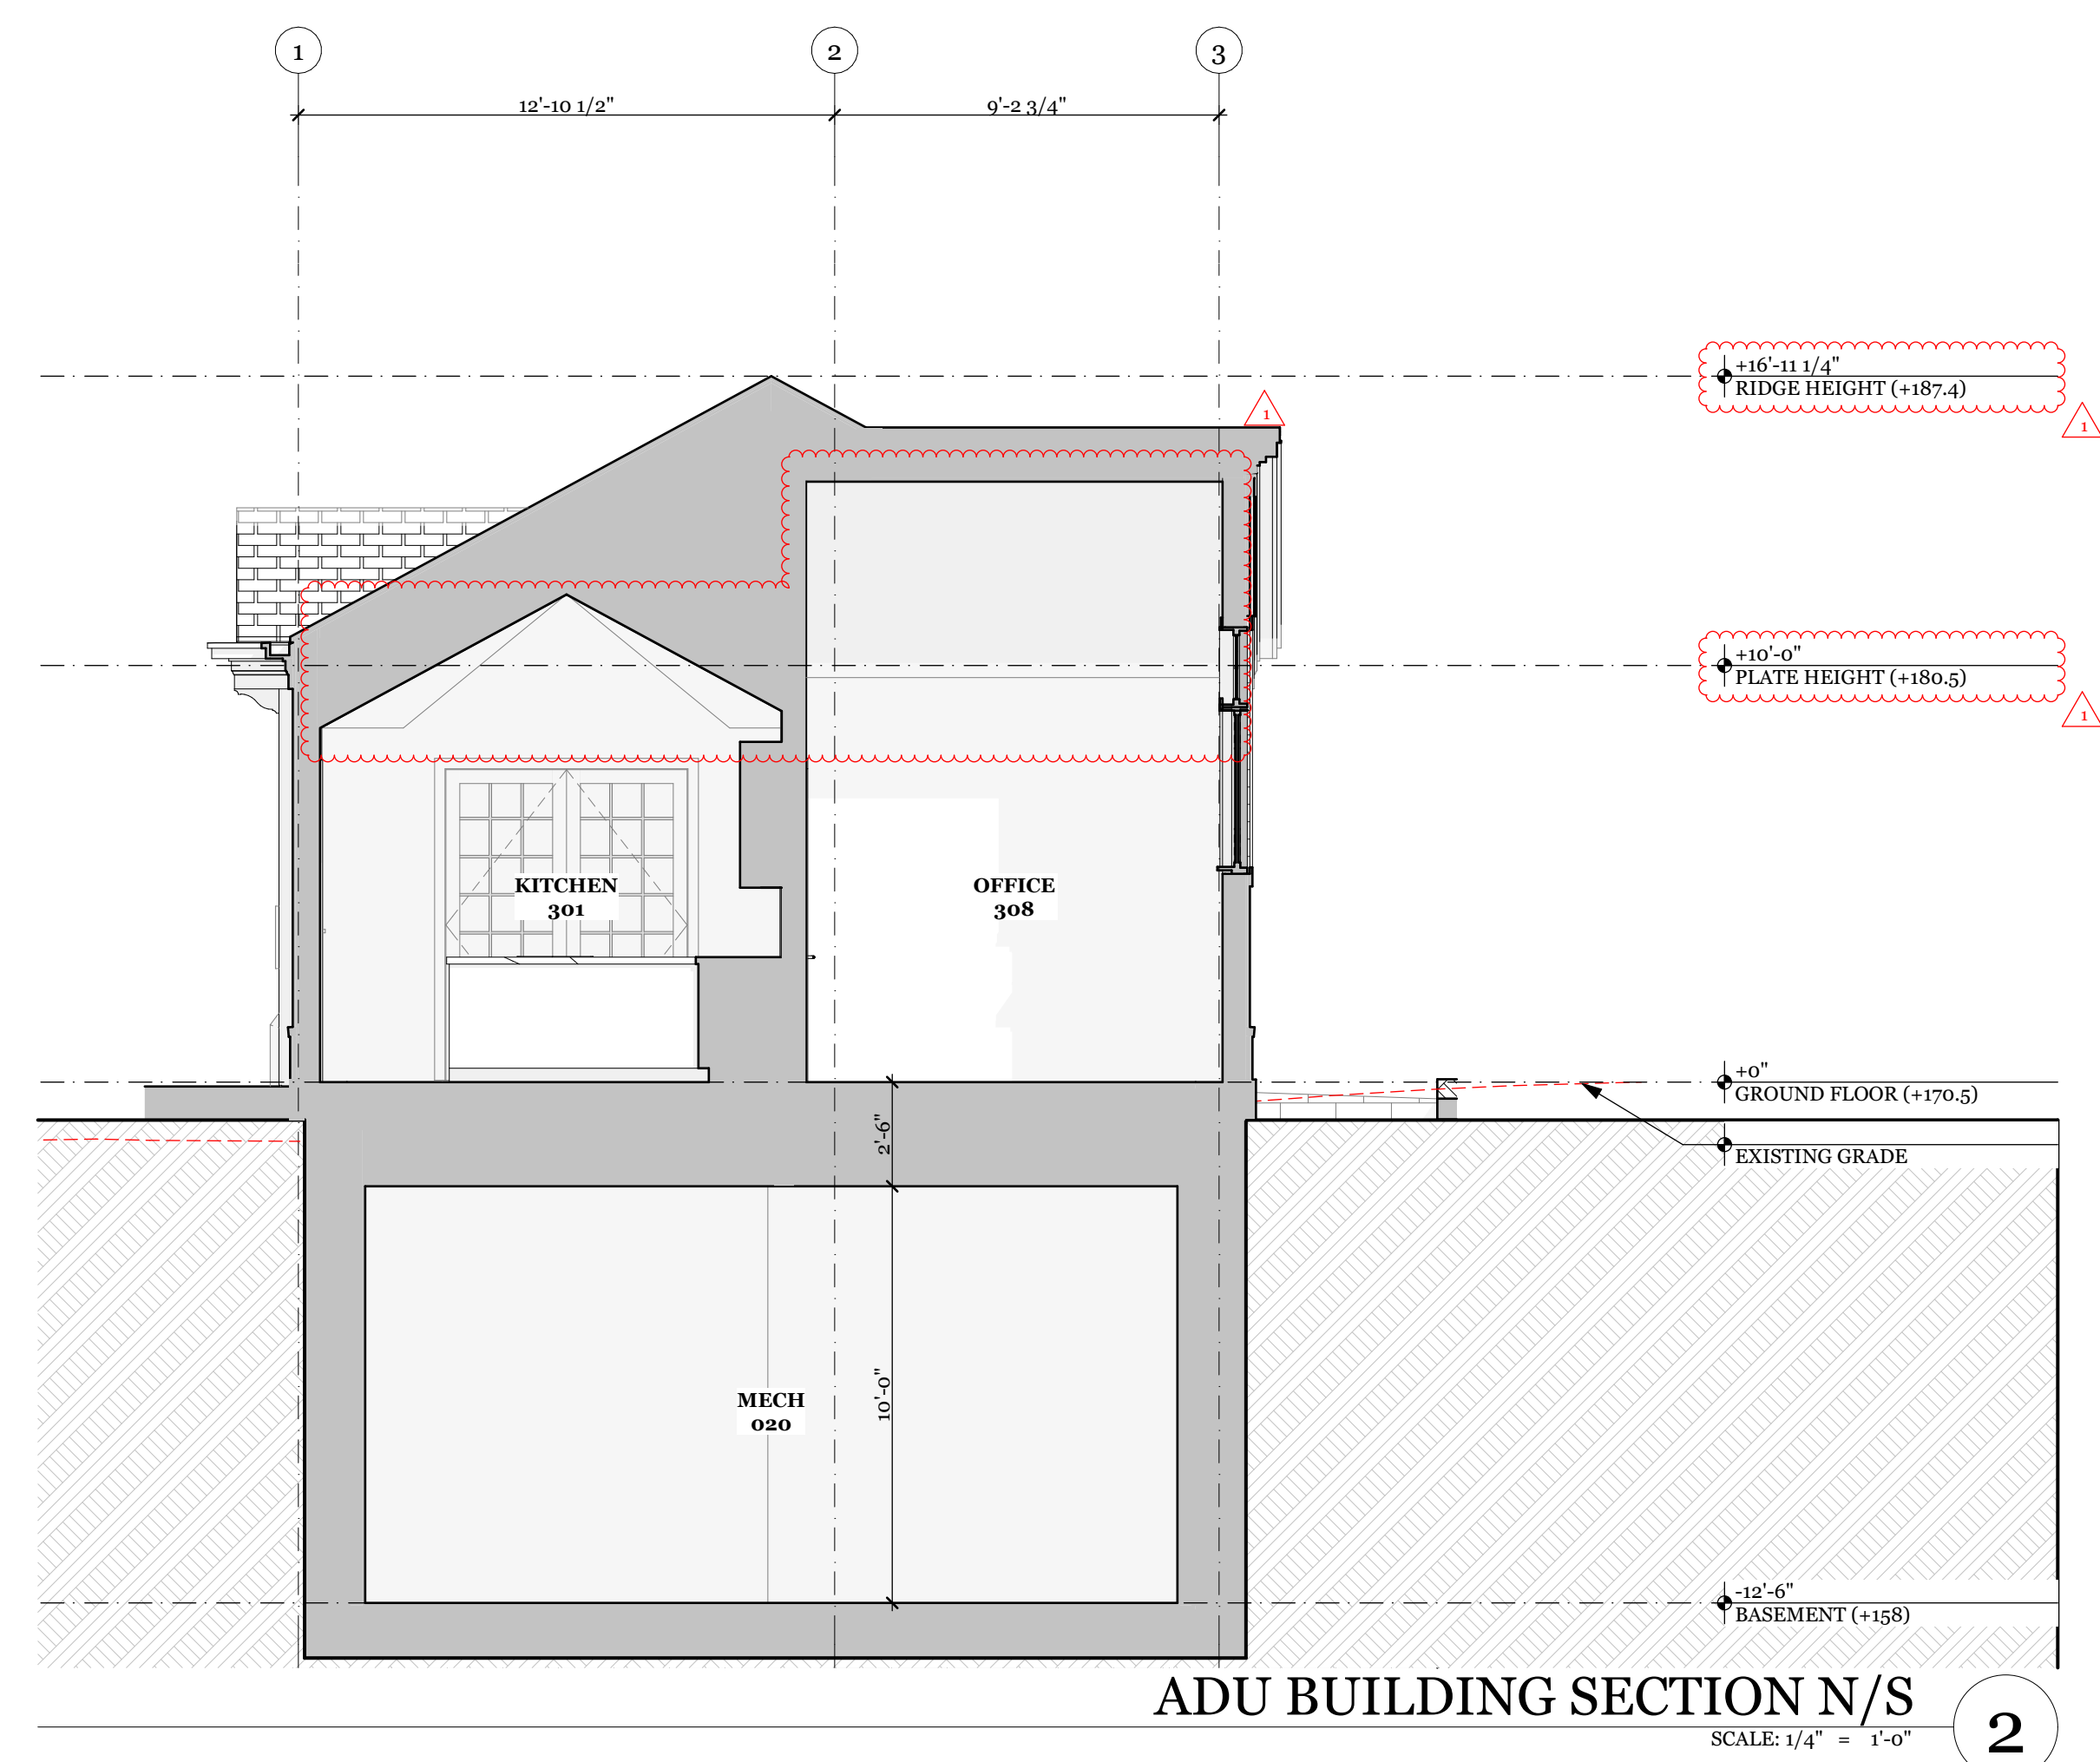 1
2
3
12'-10 1/2"
9'-2 3/4"
+16'-11 1/4"
RIDGE HEIGHT (+187.4)
1
1
+10'-0"
PLATE HEIGHT (+180.5)
1
KITCHEN
301
OFFICE
308
+0"
GROUND FLOOR (+170.5)
2'-6"
EXISTING GRADE
10'-0"
MECH
020
-12'-6"
BASEMENT (+158)
ADU BUILDING SECTION N/S
2
SCALE: 1/4" = 1'-0"